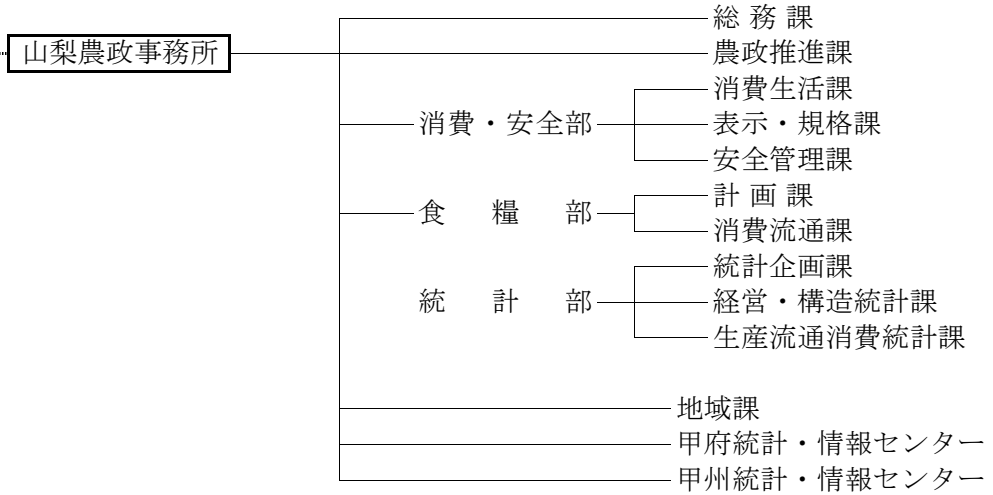 総 務 課
山梨農政事務所
農政推進課
消費生活課
消費・安全部
表示・規格課
安全管理課
計 画 課
食 糧 部
消費流通課
統計企画課
統 計 部
経営・構造統計課
生産流通消費統計課
地域課
甲府統計・情報センター
甲州統計・情報センター